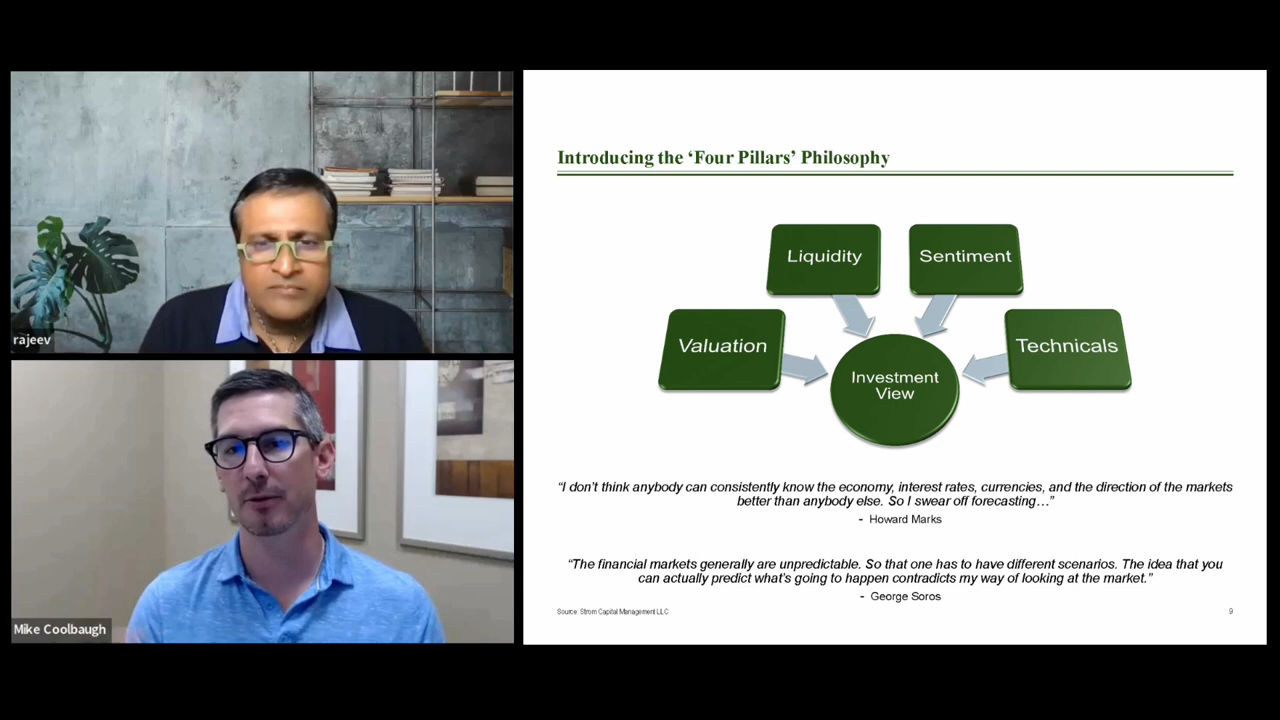 rajeev
Mike Coolbaugh
Introducing the ‘Four Pillars’ Philosophy
Liquidity
Sentiment
Valuation
Technicals
Investment
View
“I don’t think anybody can consistently know the economy, interest rates, currencies, and the direction of the markets
better than anybody else. So I swear off forecasting…”
- Howard Marks
“The financial markets generally are unpredictable. So that one has to have different scenarios. The idea that you
can actually predict what’s going to happen contradicts my way of looking at the market.”
- George Soros
Source: Strom Capital Management LLC
9